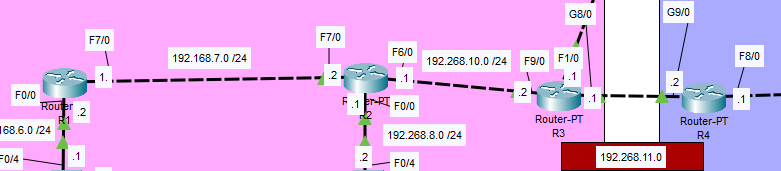 G8/0
G9/0
F7/0
192.168.7.0 /24
F7/0
F6/0
192.268.10.0 /24
F9/0
F1/0
F8/0
1.
.2
.1
.1
.2
.1
.2
.1
F0/0
Router
R1
.2
.1
Router-PT
R2
F0/0
Router-PT
R3
Router-PT
R4
168.6.0 /24
192.268.8.0 /24
.1
.2
F0/4
F0/4
192.268.11.0